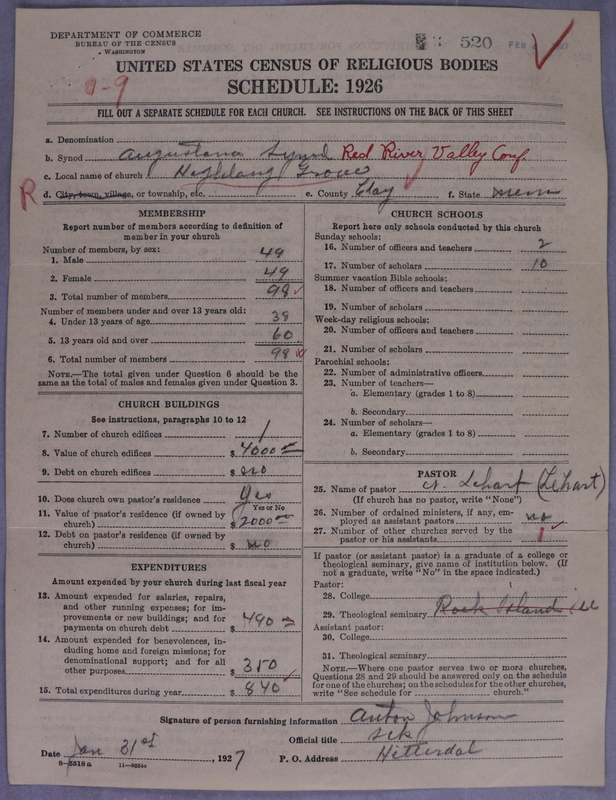 DEPARTMENT OF COMMERCE
BUREAU OF THE CENSUS
WASHINGTON
520 FEB
UNITED STATES CENSUS OF RELIGIOUS BODIES
9-9
SCHEDULE: 1926
FILL OUT A SEPARATE SCHEDULE FOR EACH CHURCH. SEE INSTRUCTIONS ON THE BACK OF THIS SHEET
a. Denomination
b. Synod Augustana Synod Red River Valley Conf.
c. Local name of church Highland Grove
R d. City, town, village, or township, etc. e. County Clay f. State Minn
MEMBERSHIP
Report number of members according to definition of
member in your church
Number of members, by sex:
1. Male 49
2. Female 49
3. Total number of members 98
Number of members under and over 13 years old:
4. Under 13 years of age 38
5. 13 years old and over 60
6. Total number of members 98
NOTE.—The total given under Question 6 should be
the same as the total of males and females given under Question 3.
CHURCH BUILDINGS
See instructions, paragraphs 10 to 12
7. Number of church edifices 1
8. Value of church edifices $ 4000
9. Debt on church edifices $ no
10. Does church own pastor's residence Yes
Yes or No
11. Value of pastor's residence (if owned by
church) $ 2000
12. Debt on pastor's residence (if owned by
church) $ no
EXPENDITURES
Amount expended by your church during last fiscal year
13. Amount expended for salaries, repairs,
and other running expenses; for im-
provements or new buildings; and for
payments on church debt $ 490
14. Amount expended for benevolences, in-
cluding home and foreign missions; for
denominational support; and for all
other purposes $ 350
15. Total expenditures during year $ 840
CHURCH SCHOOLS
Report here only schools conducted by this church
Sunday schools:
16. Number of officers and teachers 2
17. Number of scholars 10
Summer vacation Bible schools:
18. Number of officers and teachers
19. Number of scholars
Week-day religious schools:
20. Number of officers and teachers
21. Number of scholars
Parochial schools:
22. Number of administrative officers
23. Number of teachers—
a. Elementary (grades 1 to 8)
b. Secondary
24. Number of scholars—
a. Elementary (grades 1 to 8)
b. Secondary
PASTOR
25. Name of pastor Lehart (Lehart)
(If church has no pastor, write "None")
26. Number of ordained ministers, if any, em-
ployed as assistant pastors no
27. Number of other churches served by the
pastor or his assistants 1
If pastor (or assistant pastor) is a graduate of a college or
theological seminary, give name of institution below. (If
not a graduate, write "No" in the space indicated.)
Pastor:
28. College
29. Theological seminary Rock Island Ill
Assistant pastor:
30. College
31. Theological seminary
NOTE.—Where one pastor serves two or more churches,
Questions 28 and 29 should be answered only on the schedule
for one of the churches; on the schedules for the other churches,
write "See schedule for church."
Signature of person furnishing information Anton Johnson
Official title sek
Date Jan 31st, 1927 P. O. Address Hitterdal
8-5518a 11-9554